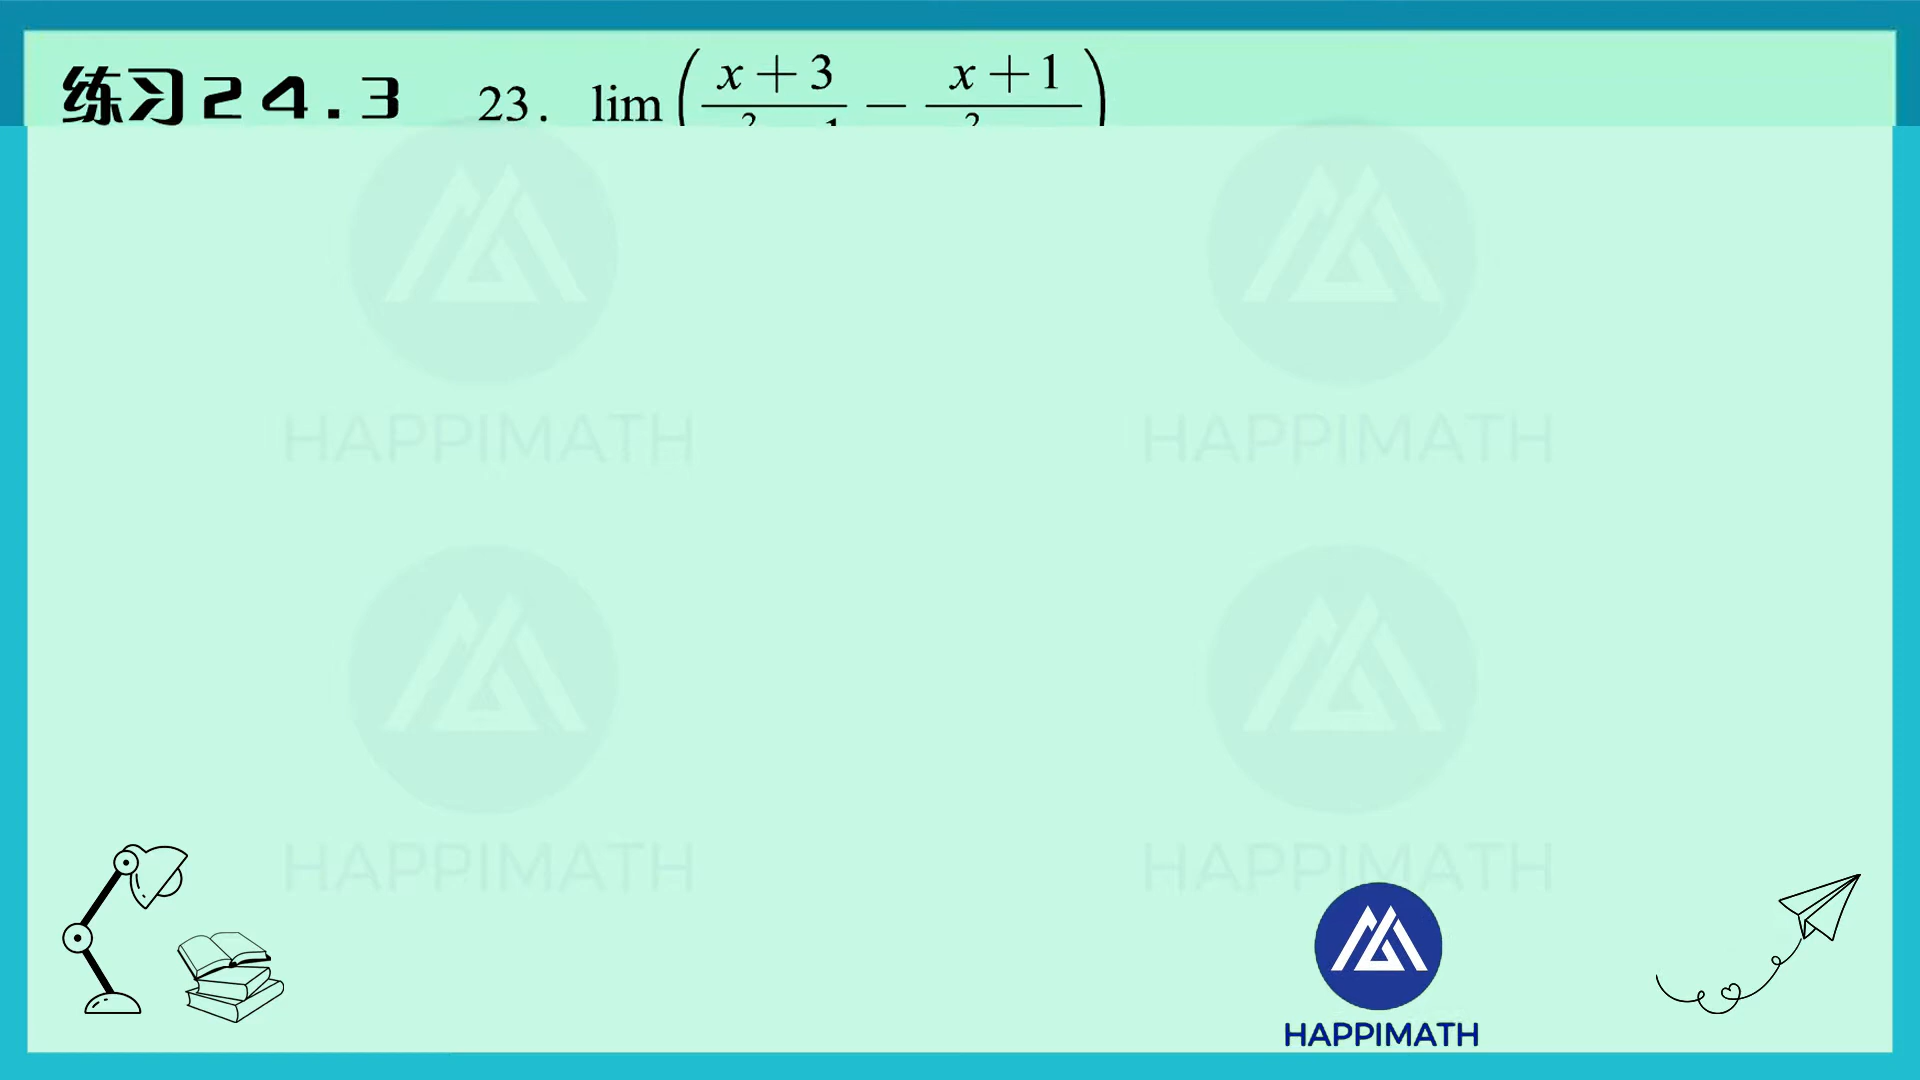 练习24.3 23. lim ( x+3 / − x+1 / )
HAPPIMATH HAPPIMATH
HAPPIMATH HAPPIMATH
HAPPIMATH